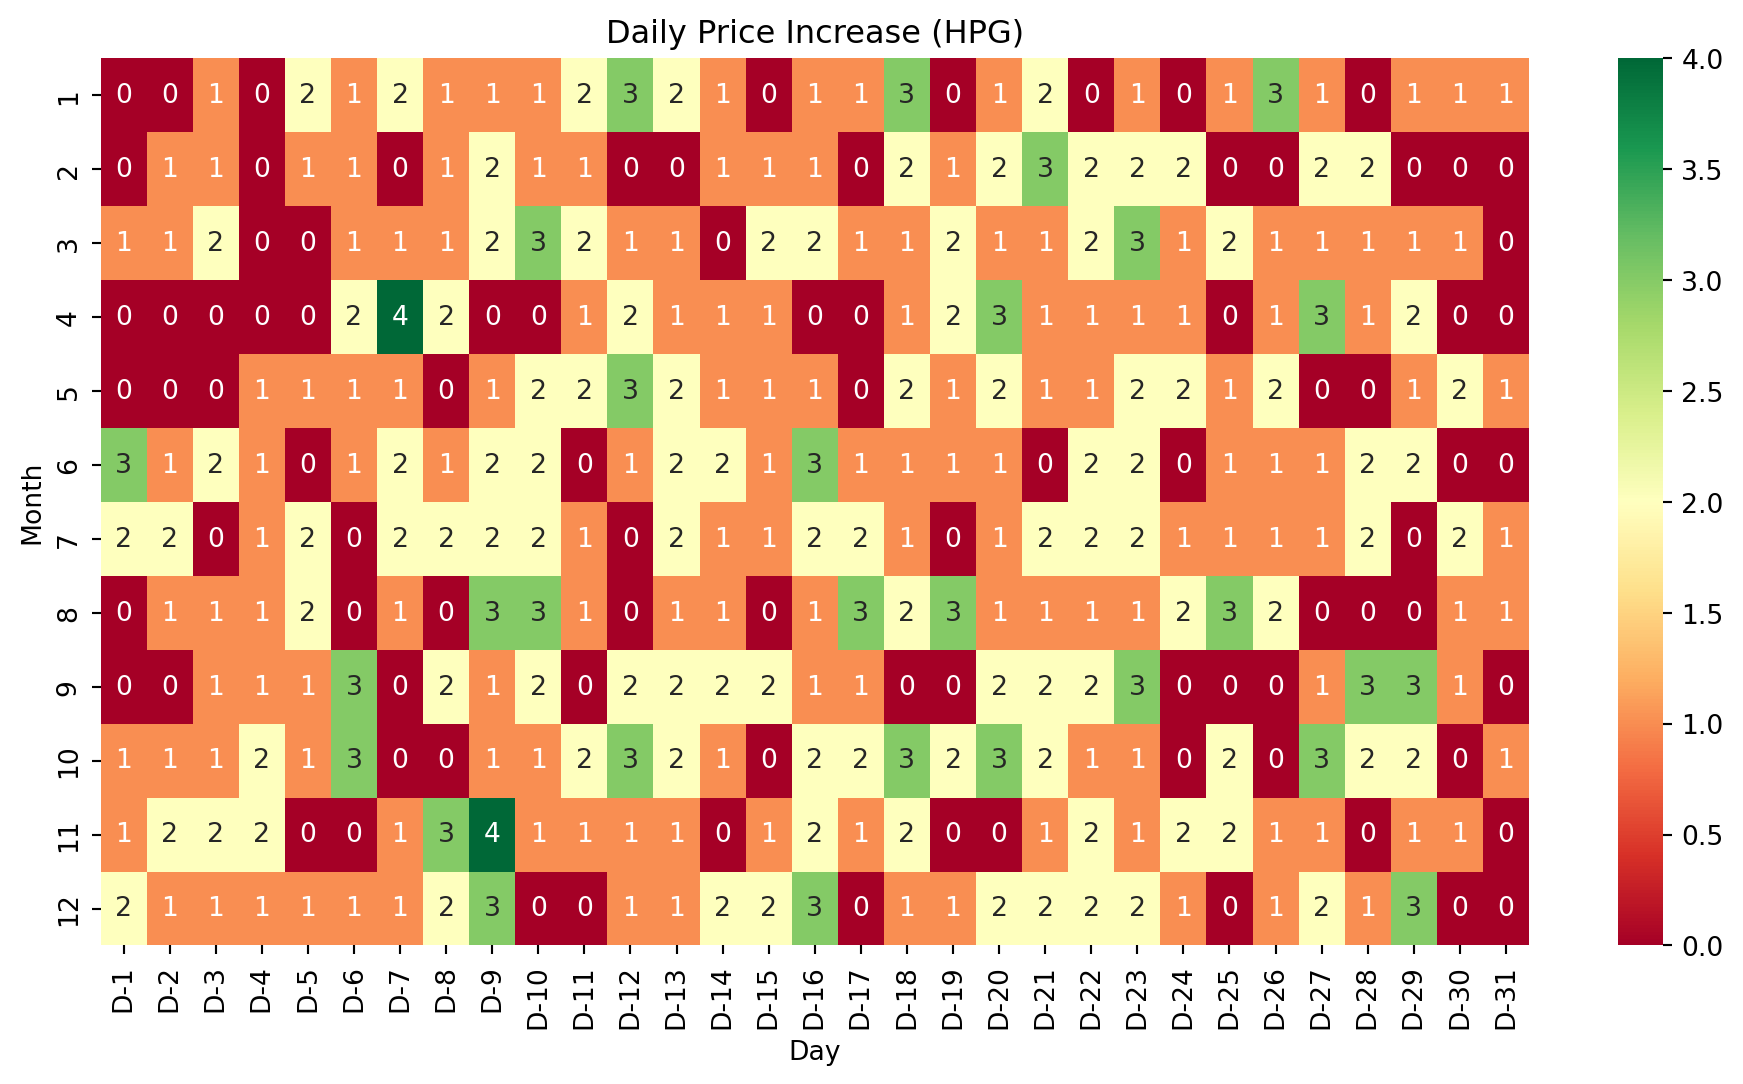 Daily Price Increase (HPG)
1 0 0 1 0 2 1 2 1 1 1 2 3 2 1 0 1 1 3 0 1 2 0 1 0 1 3 1 0 1 1 1
2 0 1 1 0 1 1 0 1 2 1 1 0 0 1 1 1 0 2 1 2 3 2 2 2 0 0 2 2 0 0 0
3 1 1 2 0 0 1 1 1 2 3 2 1 1 0 2 2 1 1 2 1 1 2 3 1 2 1 1 1 1 1 0
4 0 0 0 0 0 2 4 2 0 0 1 2 1 1 1 0 0 1 2 3 1 1 1 1 0 1 3 1 2 0 0
5 0 0 0 1 1 1 1 0 1 2 2 3 2 1 1 1 0 2 1 2 1 1 2 2 1 2 0 0 1 2 1
6 3 1 2 1 0 1 2 1 2 2 0 1 2 2 1 3 1 1 1 1 0 2 2 0 1 1 1 2 2 0 0
7 2 2 0 1 2 0 2 2 2 2 1 0 2 1 1 2 2 1 0 1 2 2 2 1 1 1 1 2 0 2 1
8 0 1 1 1 2 0 1 0 3 3 1 0 1 1 0 1 3 2 3 1 1 1 1 2 3 2 0 0 0 1 1
9 0 0 1 1 1 3 0 2 1 2 0 2 2 2 2 1 1 0 0 2 2 2 3 0 0 0 1 3 3 1 0
10 1 1 1 2 1 3 0 0 1 1 2 3 2 1 0 2 2 3 2 3 2 1 1 0 2 0 3 2 2 0 1
11 1 2 2 2 0 0 1 3 4 1 1 1 1 0 1 2 1 2 0 0 1 2 1 2 2 1 1 0 1 1 0
12 2 1 1 1 1 1 1 2 3 0 0 1 1 2 2 3 0 1 1 2 2 2 2 1 0 1 2 1 3 0 0
Month
D-1 D-2 D-3 D-4 D-5 D-6 D-7 D-8 D-9 D-10 D-11 D-12 D-13 D-14 D-15 D-16 D-17 D-18 D-19 D-20 D-21 D-22 D-23 D-24 D-25 D-26 D-27 D-28 D-29 D-30 D-31
Day
4.0
3.5
3.0
2.5
2.0
1.5
1.0
0.5
0.0